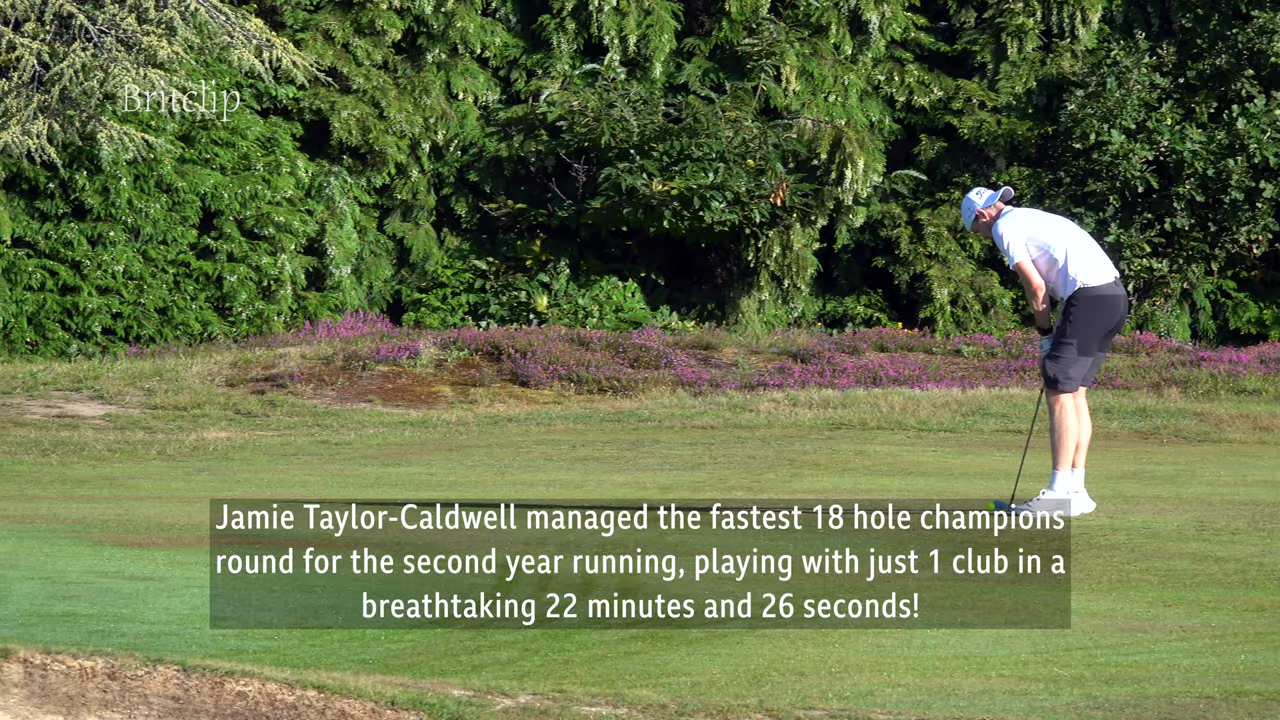 Britclip
Jamie Taylor-Caldwell managed the fastest 18 hole champions
round for the second year running, playing with just 1 club in a
breathtaking 22 minutes and 26 seconds!